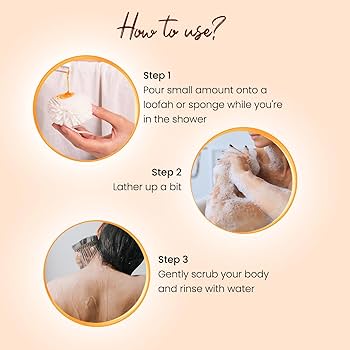 How to use?
Step 1
Pour small amount onto a
loofah or sponge while you're
in the shower
Step 2
Lather up a bit
Step 3
Gently scrub your body
and rinse with water